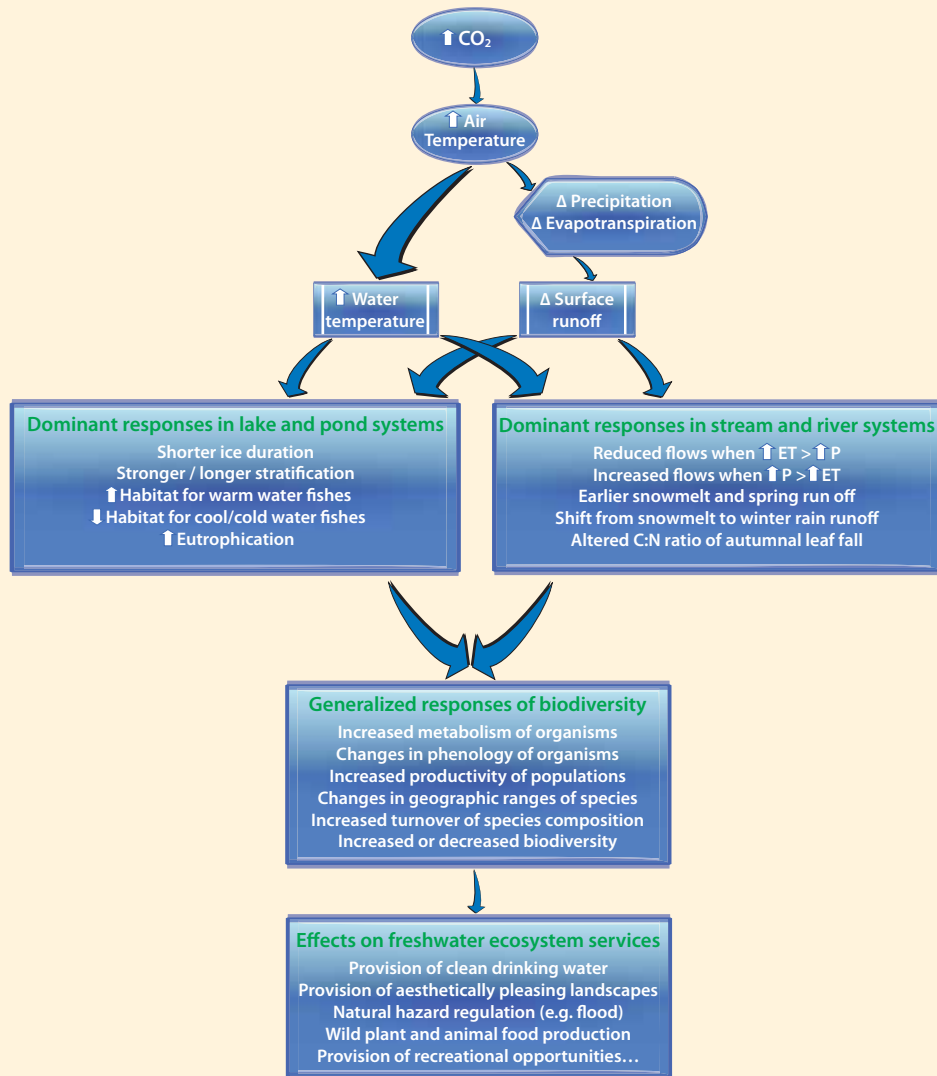 ⬆ CO₂
⬆ Air
Temperature
Δ Precipitation
Δ Evapotranspiration
⬆ Water
temperature
Δ Surface
runoff
Dominant responses in lake and pond systems
Shorter ice duration
Stronger / longer stratification
⬆ Habitat for warm water fishes
⬇ Habitat for cool/cold water fishes
⬆ Eutrophication
Dominant responses in stream and river systems
Reduced flows when ⬆ ET > ⬆ P
Increased flows when ⬆ P > ⬆ ET
Earlier snowmelt and spring run off
Shift from snowmelt to winter rain runoff
Altered C:N ratio of autumnal leaf fall
Generalized responses of biodiversity
Increased metabolism of organisms
Changes in phenology of organisms
Increased productivity of populations
Changes in geographic ranges of species
Increased turnover of species composition
Increased or decreased biodiversity
Effects on freshwater ecosystem services
Provision of clean drinking water
Provision of aesthetically pleasing landscapes
Natural hazard regulation (e.g. flood)
Wild plant and animal food production
Provision of recreational opportunities…